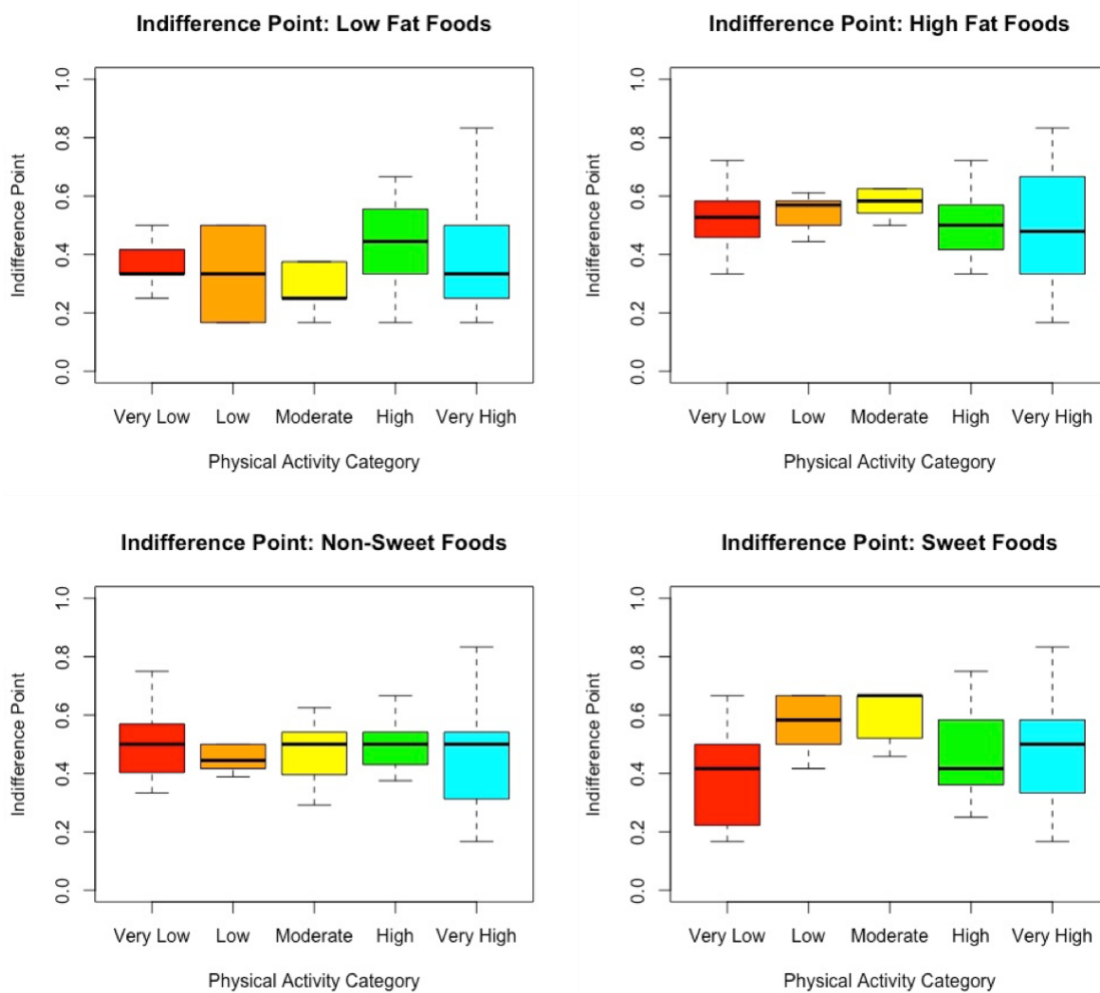 Indifference Point: Low Fat Foods
Indifference Point
1.0
0.8
0.6
0.4
0.2
0.0
Very Low Low Moderate High Very High
Physical Activity Category
Indifference Point: High Fat Foods
Indifference Point
1.0
0.8
0.6
0.4
0.2
0.0
Very Low Low Moderate High Very High
Physical Activity Category
Indifference Point: Non-Sweet Foods
Indifference Point
1.0
0.8
0.6
0.4
0.2
0.0
Very Low Low Moderate High Very High
Physical Activity Category
Indifference Point: Sweet Foods
Indifference Point
1.0
0.8
0.6
0.4
0.2
0.0
Very Low Low Moderate High Very High
Physical Activity Category